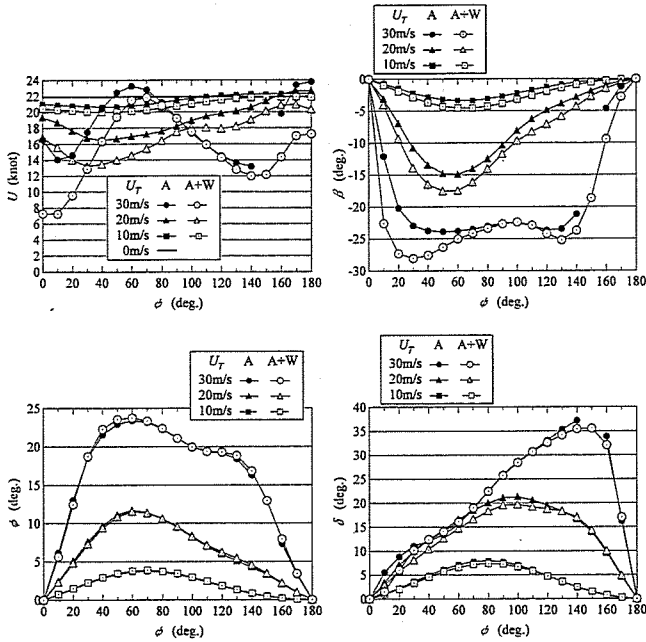 U_T A A+W
30m/s
20m/s
10m/s
U_T A A+W
30m/s
20m/s
10m/s
0m/s
U (knot)
24
22
20
18
16
14
12
10
8
6
4
2
0
0 20 40 60 80 100 120 140 160 180
ϕ (deg.)
β (deg.)
0
-5
-10
-15
-20
-25
-30
0 20 40 60 80 100 120 140 160 180
ϕ (deg.)
U_T A A+W
30m/s
20m/s
10m/s
ϕ (deg.)
25
20
15
10
5
0
0 20 40 60 80 100 120 140 160 180
ϕ (deg.)
U_T A A+W
30m/s
20m/s
10m/s
δ (deg.)
40
35
30
25
20
15
10
5
0
0 20 40 60 80 100 120 140 160 180
ϕ (deg.)